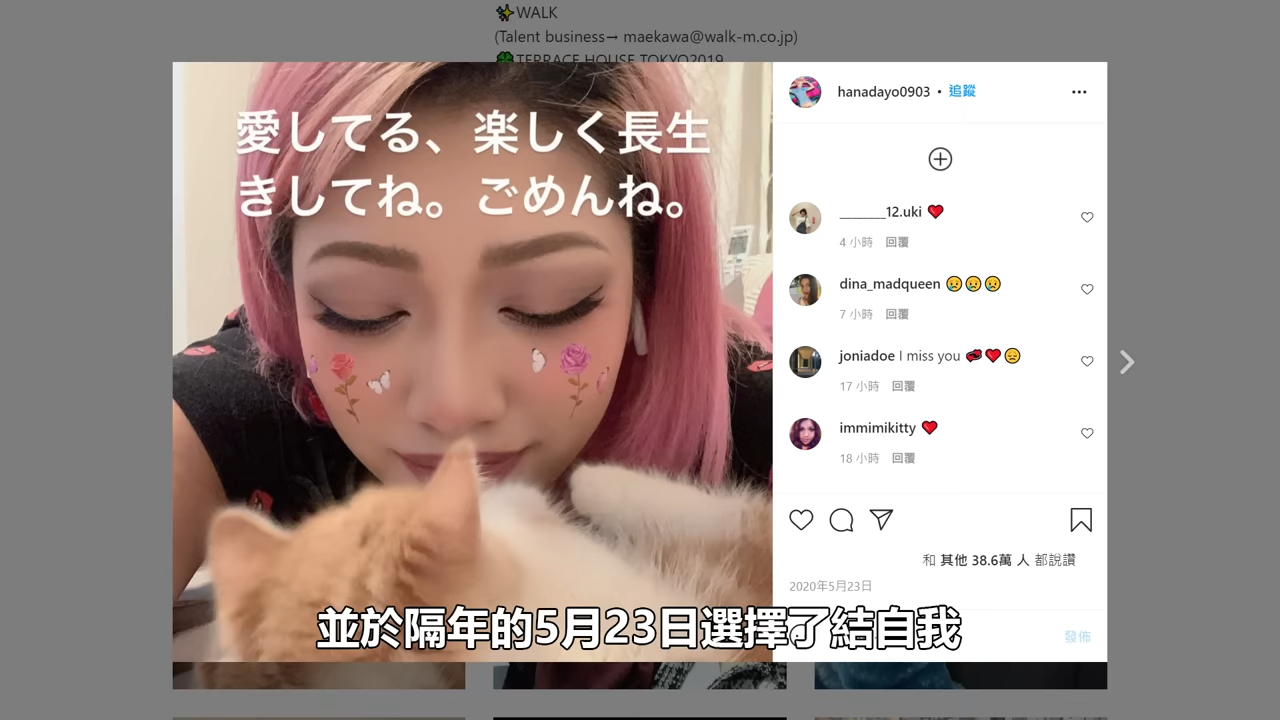 ✨WALK
(Talent business→ maekawa@walk-m.co.jp)
🍀TERRACE HOUSE TOKYO2019
愛してる、楽しく長生
きしてね。ごめんね。
hanadayo0903 • 追蹤
_______12.uki ❤️
4 小時 回覆
dina_madqueen 😢😢😢
7 小時 回覆
joniadoe I miss you 💋❤️😔
17 小時 回覆
immimikitty ❤️
18 小時 回覆
和 其他 38.6萬 人 都說讚
2020年5月23日
發佈
並於隔年的5月23日選擇了結自我